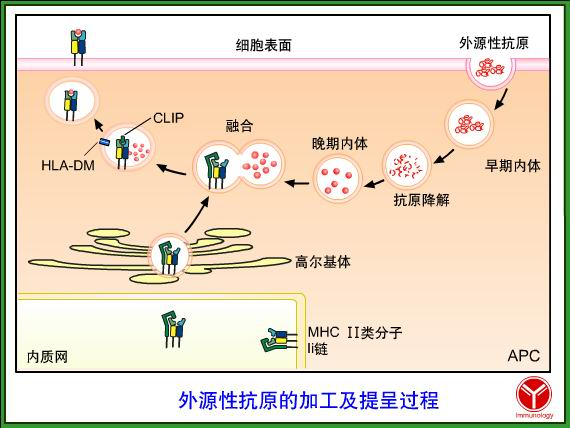 细胞表面
外源性抗原
CLIP
融合
晚期内体
HLA-DM
早期内体
抗原降解
高尔基体
MHC II类分子
Ii链
内质网
APC
外源性抗原的加工及提呈过程
Immunology